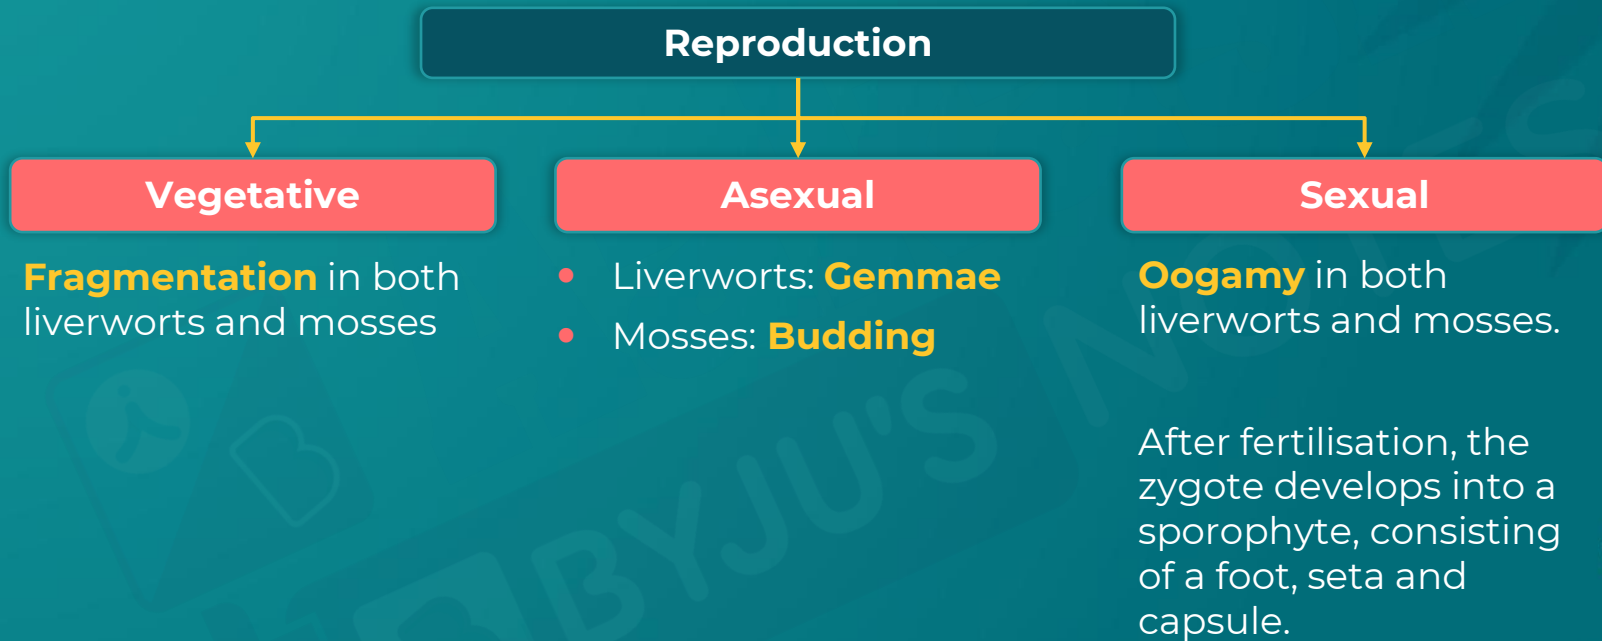 Reproduction
Vegetative
Asexual
Sexual
Fragmentation in both
liverworts and mosses
• Liverworts: Gemmae
• Mosses: Budding
Oogamy in both
liverworts and mosses.
After fertilisation, the
zygote develops into a
sporophyte, consisting
of a foot, seta and
capsule.
B BYJU'S NOTES